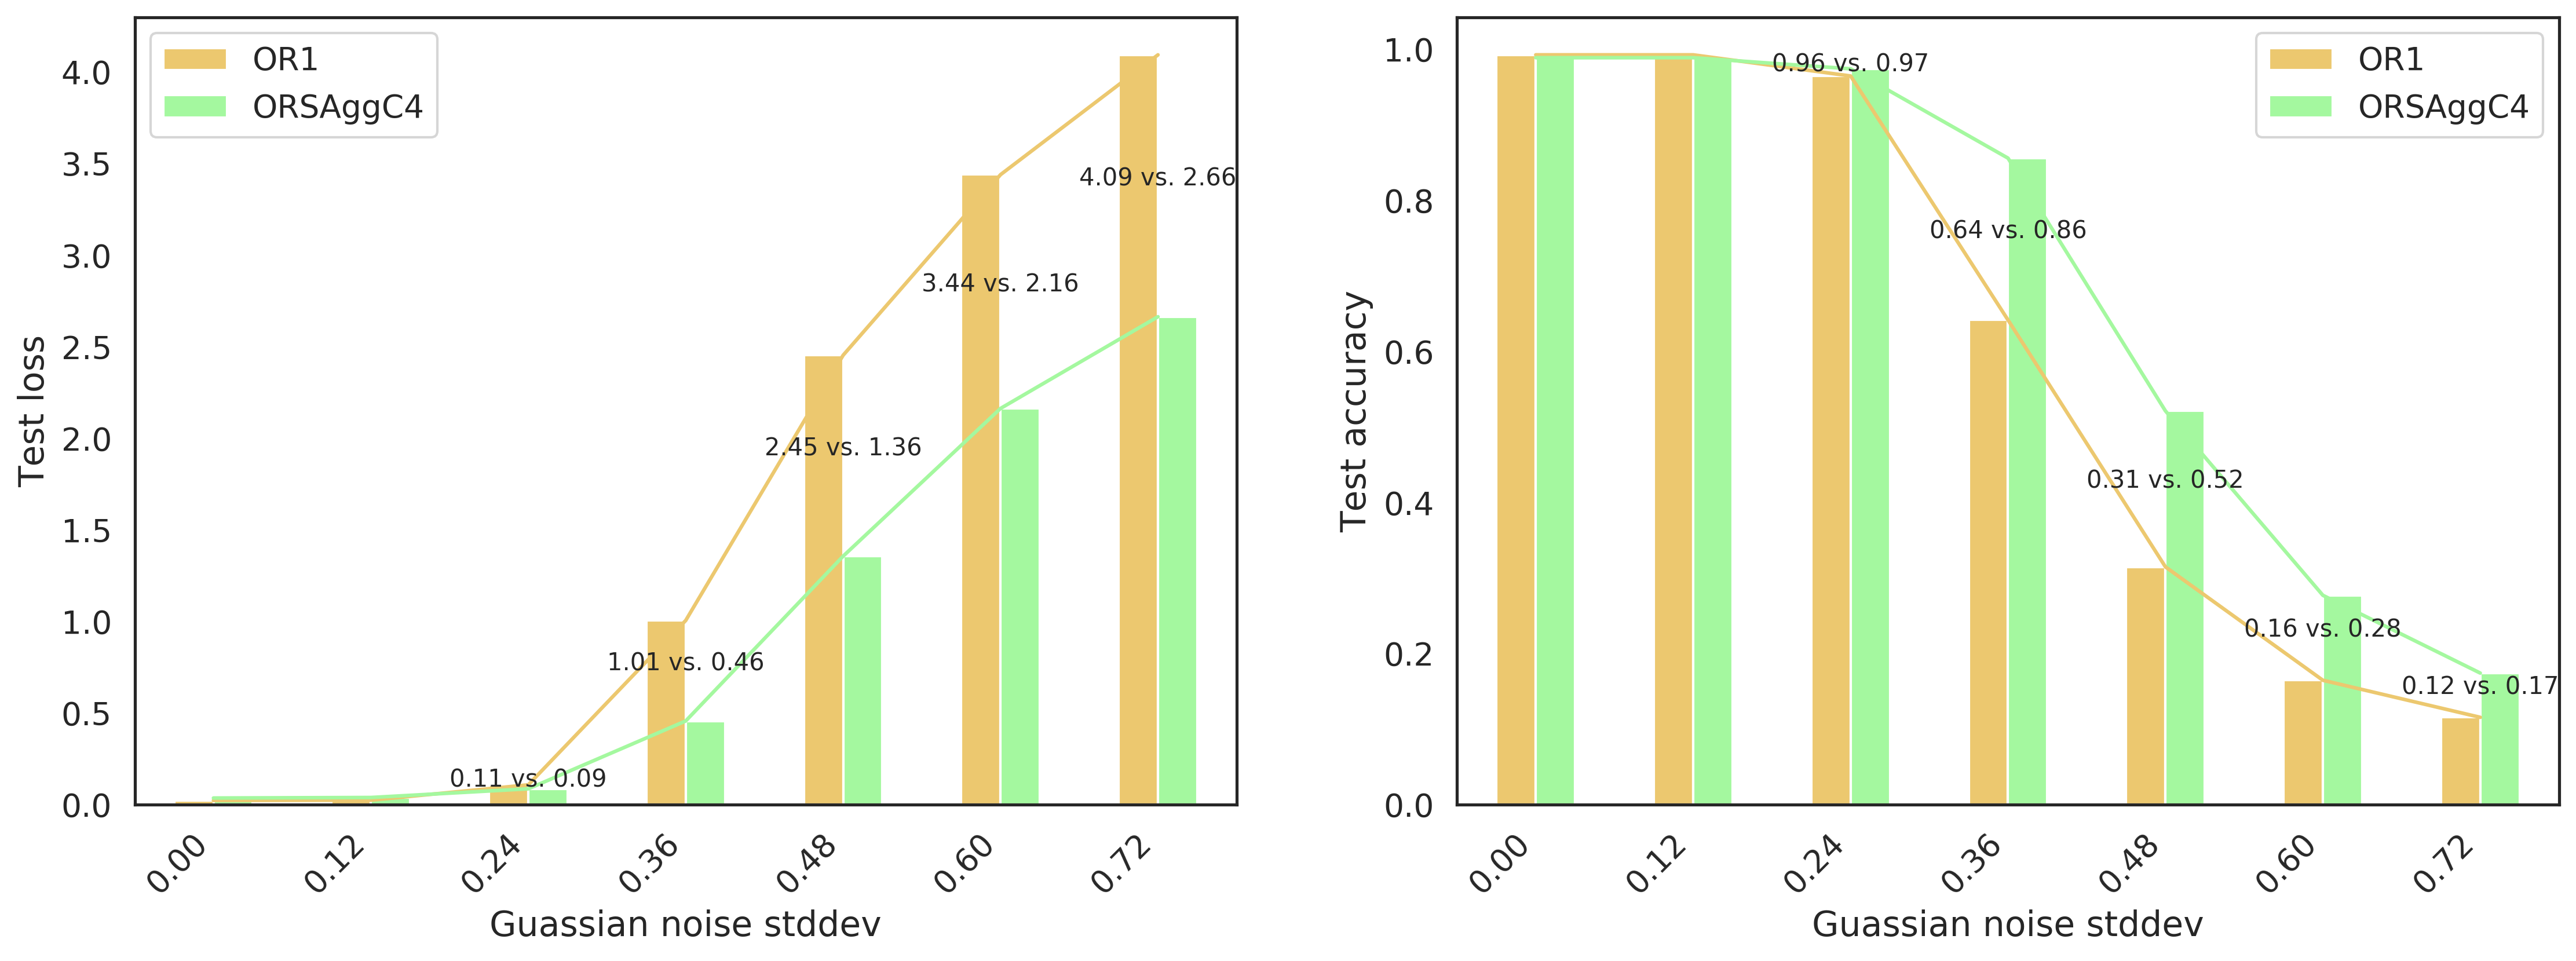 OR1
ORSAggC4
4.0
3.5
3.0
2.5
2.0
1.5
1.0
0.5
0.0
Test loss
4.09 vs. 2.66
3.44 vs. 2.16
2.45 vs. 1.36
1.01 vs. 0.46
0.11 vs. 0.09
0.00
0.12
0.24
0.36
0.48
0.60
0.72
Guassian noise stddev
OR1
ORSAggC4
1.0
0.8
0.6
0.4
0.2
0.0
Test accuracy
0.96 vs. 0.97
0.64 vs. 0.86
0.31 vs. 0.52
0.16 vs. 0.28
0.12 vs. 0.17
0.00
0.12
0.24
0.36
0.48
0.60
0.72
Guassian noise stddev